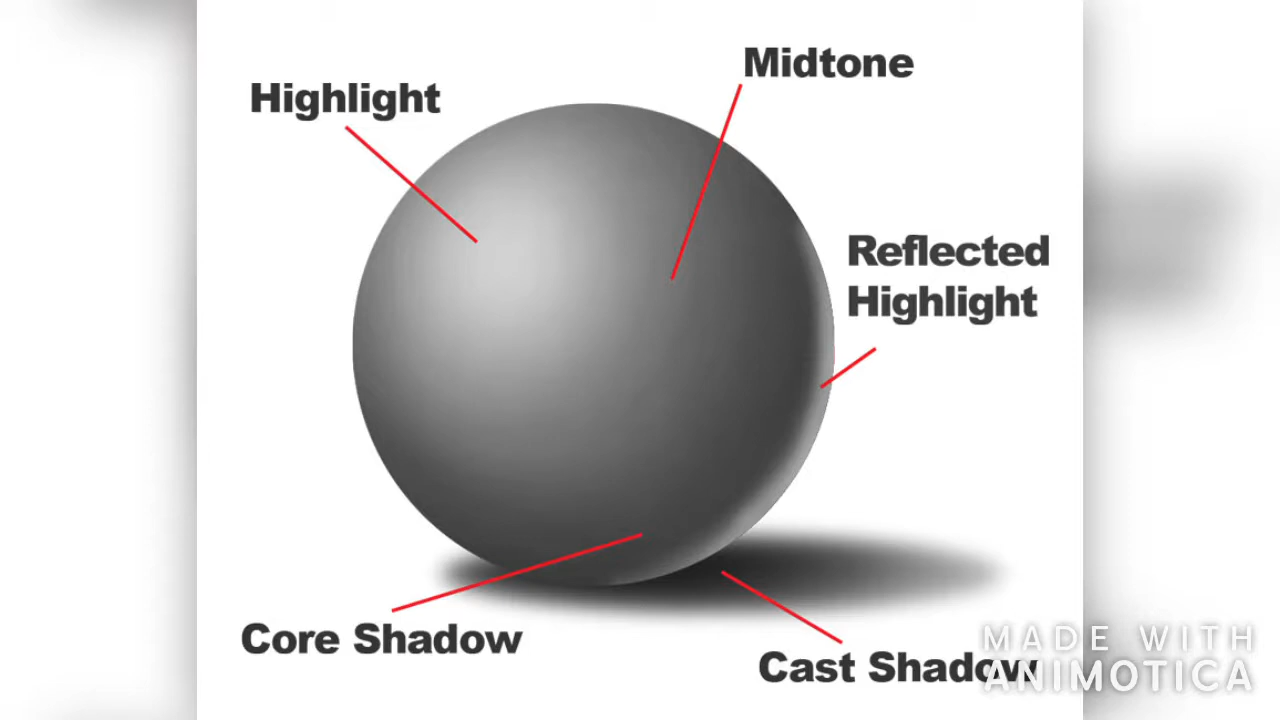 Midtone
Highlight
Reflected
Highlight
Core Shadow
Cast Shadow
MADE WITH
ANIMOTICA